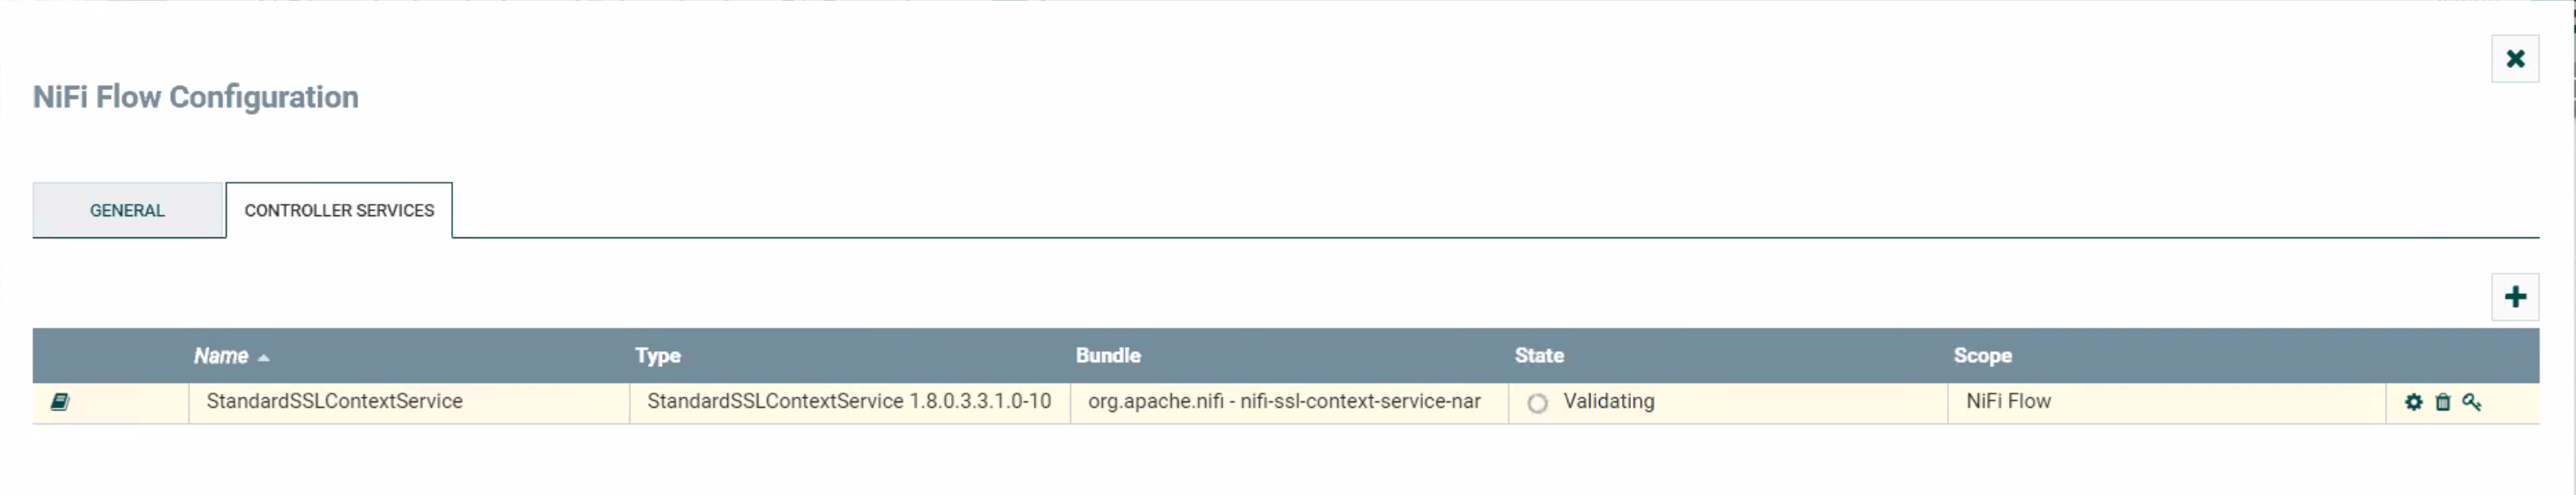 NiFi Flow Configuration
GENERAL CONTROLLER SERVICES
Name Type Bundle State Scope
StandardSSLContextService StandardSSLContextService 1.8.0.3.3.1.0-10 org.apache.nifi - nifi-ssl-context-service-nar Validating NiFi Flow